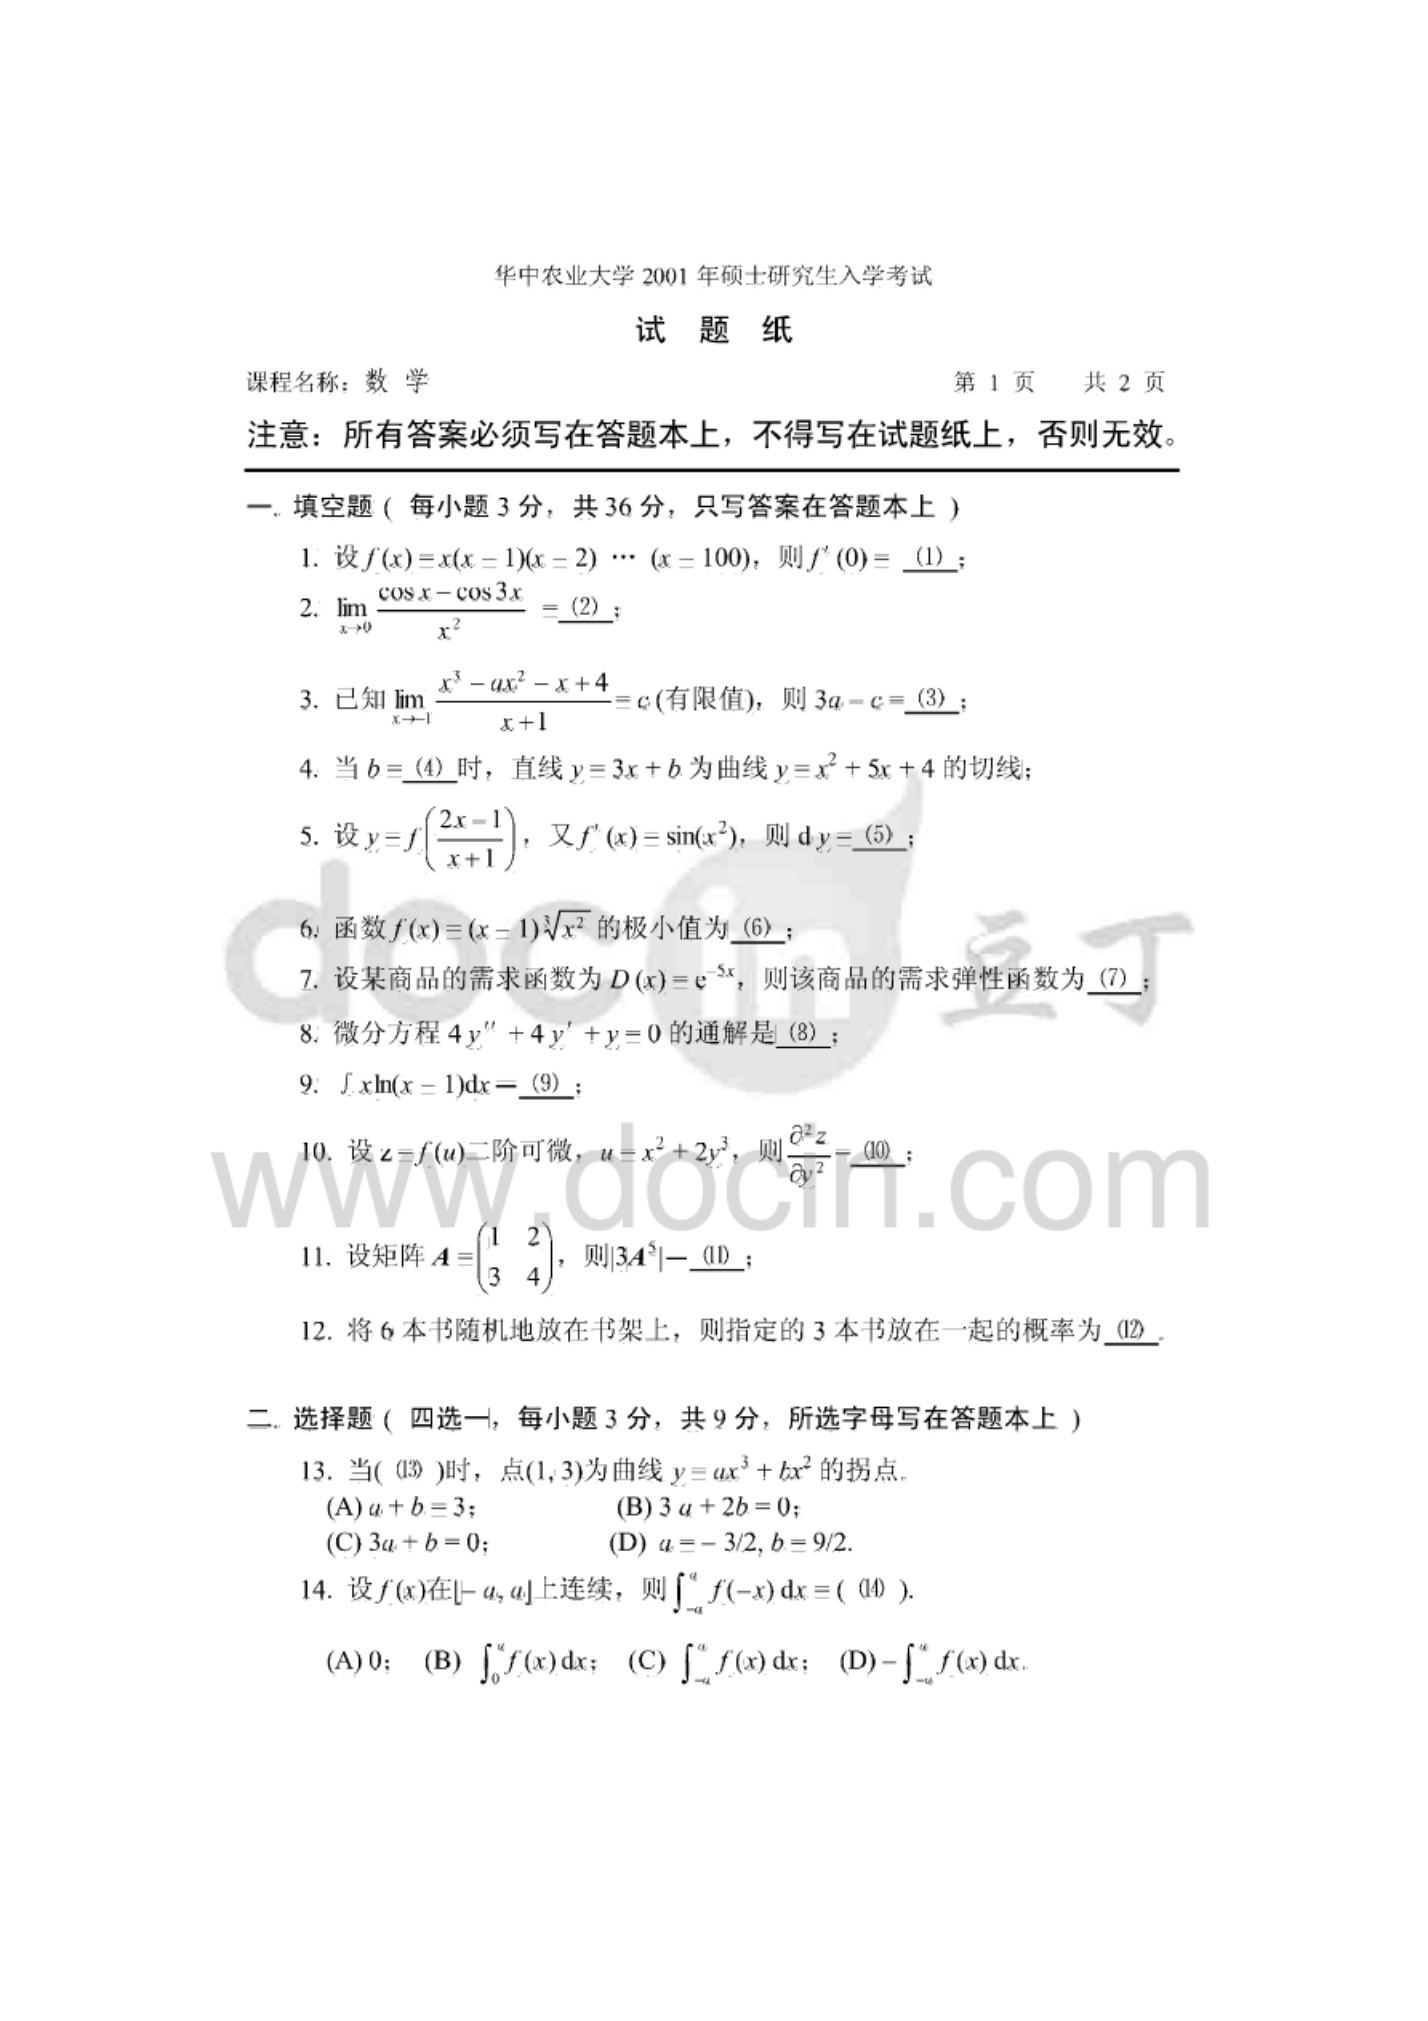 华中农业大学 2001 年硕士研究生入学考试
试 题 纸
课程名称：数 学 第 1 页 共 2 页
注意：所有答案必须写在答题本上，不得写在试题纸上，否则无效。
一. 填空题 ( 每小题 3 分，共 36 分，只写答案在答题本上 )
1. 设 f (x) = x(x – 1)(x – 2) ⋯ (x – 100)，则 f′ (0) = (1) ；
2. lim_{x→0} (cos x − cos 3x)/x² = (2) ；
3. 已知 lim_{x→−1} (x³ − ax² − x + 4)/(x + 1) = c (有限值)，则 3a – c = (3) ；
4. 当 b = (4) 时，直线 y = 3x + b 为曲线 y = x² + 5x + 4 的切线；
5. 设 y = f((2x − 1)/(x + 1))，又 f′ (x) = sin(x²)，则 d y = (5) ；
6. 函数 f (x) = (x – 1)∛x² 的极小值为 (6) ；
7. 设某商品的需求函数为 D (x) = e^{–5x}，则该商品的需求弹性函数为 (7) ；
8. 微分方程 4 y″ + 4 y′ + y = 0 的通解是 (8) ；
9. ∫ xln(x – 1)dx = (9) ；
10. 设 z = f (u)二阶可微，u = x² + 2y³，则 ∂²z/∂y² = (10) ；
11. 设矩阵 A = (1 2; 3 4)，则|3A⁵| = (11) ；
12. 将 6 本书随机地放在书架上，则指定的 3 本书放在一起的概率为 (12) .
二. 选择题 ( 四选一，每小题 3 分，共 9 分，所选字母写在答题本上 )
13. 当( (13) )时，点(1, 3)为曲线 y = ax³ + bx² 的拐点.
(A) a + b = 3； (B) 3 a + 2b = 0；
(C) 3a + b = 0； (D) a = – 3/2, b = 9/2.
14. 设 f (x)在[– a, a]上连续，则 ∫_{−a}^{a} f(−x) dx = ( (14) ).
(A) 0； (B) ∫_{0}^{a} f (x) dx； (C) ∫_{−a}^{a} f (x) dx； (D) – ∫_{−a}^{a} f (x) dx.
docin 豆丁
www.docin.com